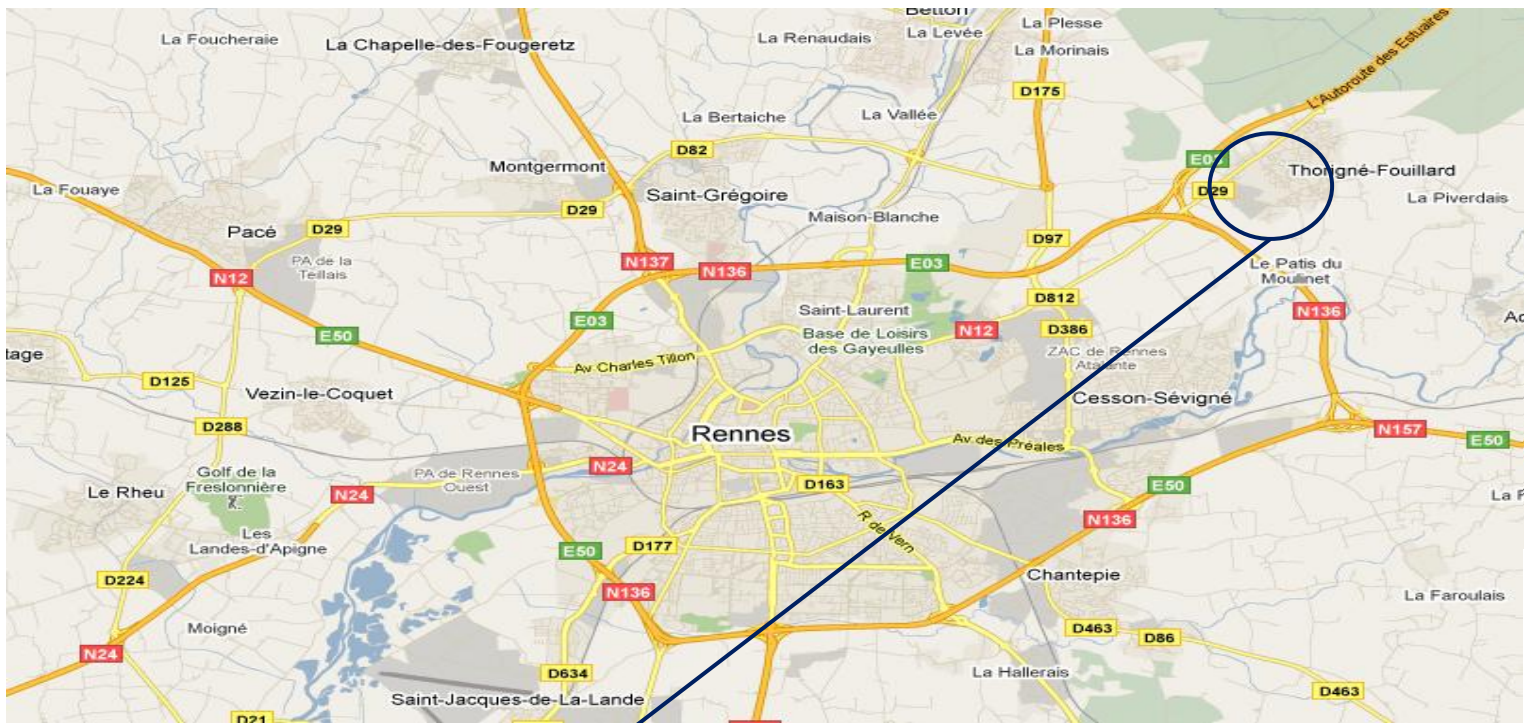 Betton
La Plesse
La Foucheraie
La Chapelle-des-Fougeretz
La Renaudais
La Levée
La Morinais
L'Autoroute des Estuaires
D175
La Bertaiche
La Vallée
D82
Montgermont
Thorigné-Fouillard
La Fouaye
Saint-Grégoire
D29
La Piverdais
D29
Maison-Blanche
Pacé
D29
D97
PA de la
Teillais
N137
N136
E03
Le Patis du
Moulinet
N12
D812
Saint-Laurent
N136
E03
Base de Loisirs
des Gayeulles
N12
D386
E50
ZAC de Rennes
Atalante
tage
Av Charles Tillon
D125
Vezin-le-Coquet
Cesson-Sévigné
D288
Rennes
N157
Av des Préales
E50
Golf de la
Freslonnière
PA de Rennes
Ouest
N24
Le Rheu
N24
D163
E50
N136
Les
Landes-d'Apigne
R de Vern
E50
D177
D224
Chantepie
N136
La Faroulais
Moigné
D463
D86
N24
D634
La Hallerais
Saint-Jacques-de-La-Lande
D463
D21